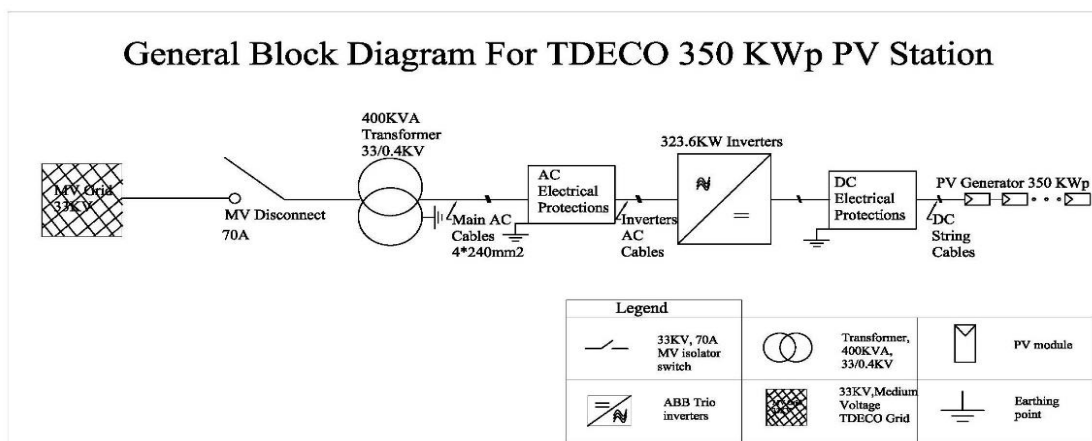 General Block Diagram For TDECO 350 KWp PV Station
400KVA
Transformer
33/0.4KV
MV Grid
33KV
MV Disconnect
70A
Main AC
Cables
4*240mm2
AC
Electrical
Protections
Inverters
AC
Cables
323.6KW Inverters
DC
Electrical
Protections
PV Generator 350 KWp
DC
String
Cables
Legend
33KV, 70A
MV isolator
switch
Transformer,
400KVA,
33/0.4KV
PV module
ABB Trio
inverters
33KV,Medium
Voltage
TDECO Grid
Earthing
point